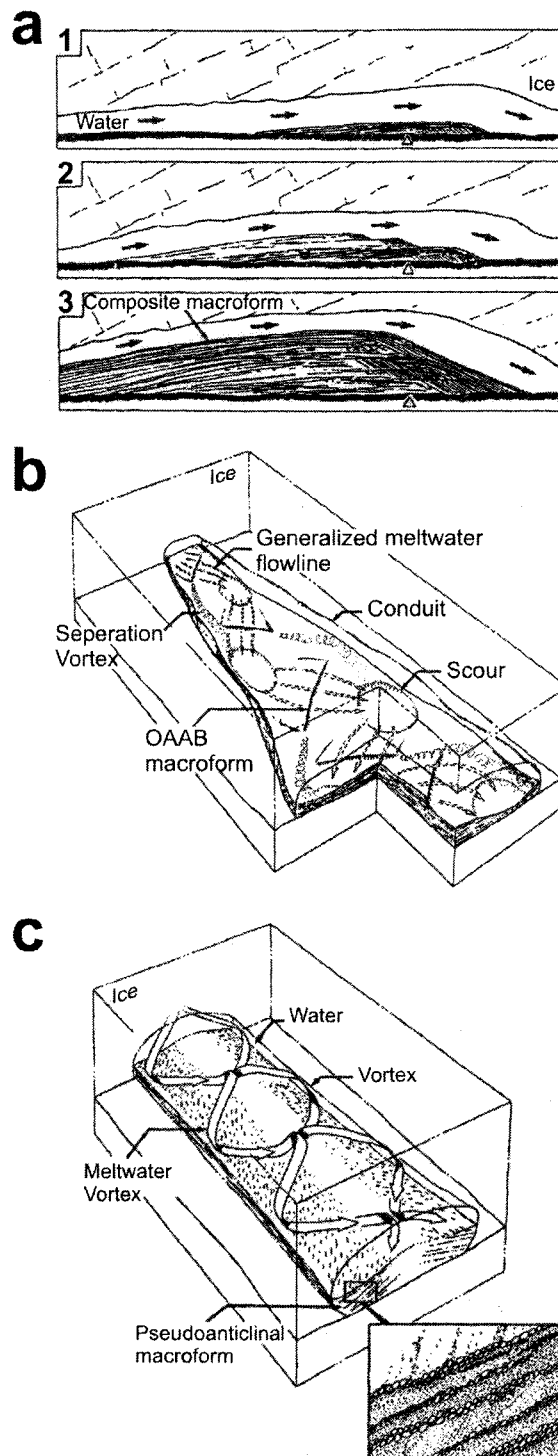 a
1
Ice
Water
2
3
Composite macroform
b
Ice
Generalized meltwater
flowline
Conduit
Seperation
Vortex
Scour
OAAB
macroform
c
Ice
Water
Vortex
Meltwater
Vortex
Pseudoanticlinal
macroform